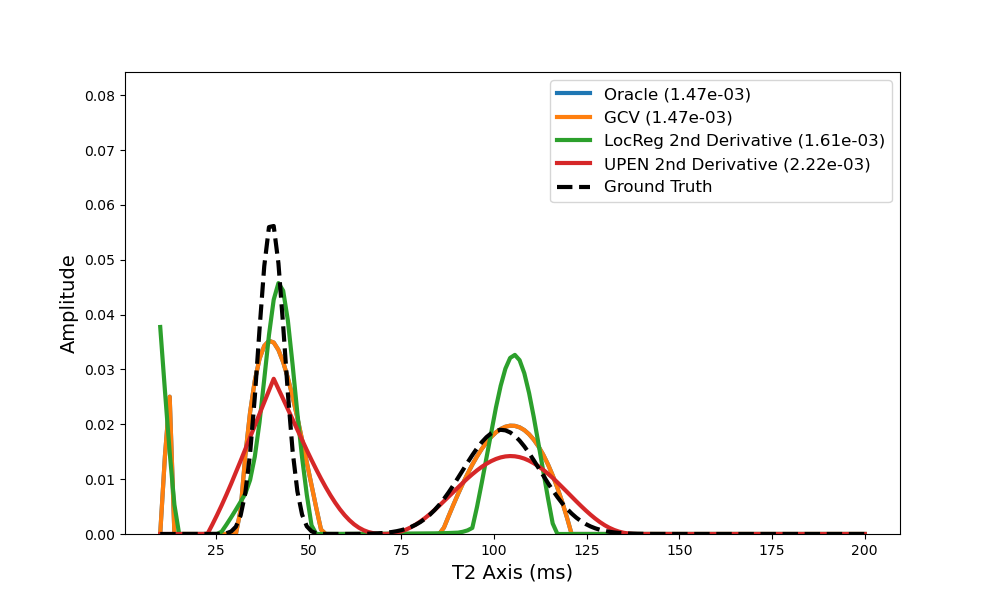 Oracle (1.47e-03)
GCV (1.47e-03)
LocReg 2nd Derivative (1.61e-03)
UPEN 2nd Derivative (2.22e-03)
Ground Truth
Amplitude
0.08
0.07
0.06
0.05
0.04
0.03
0.02
0.01
0.00
25 50 75 100 125 150 175 200
T2 Axis (ms)